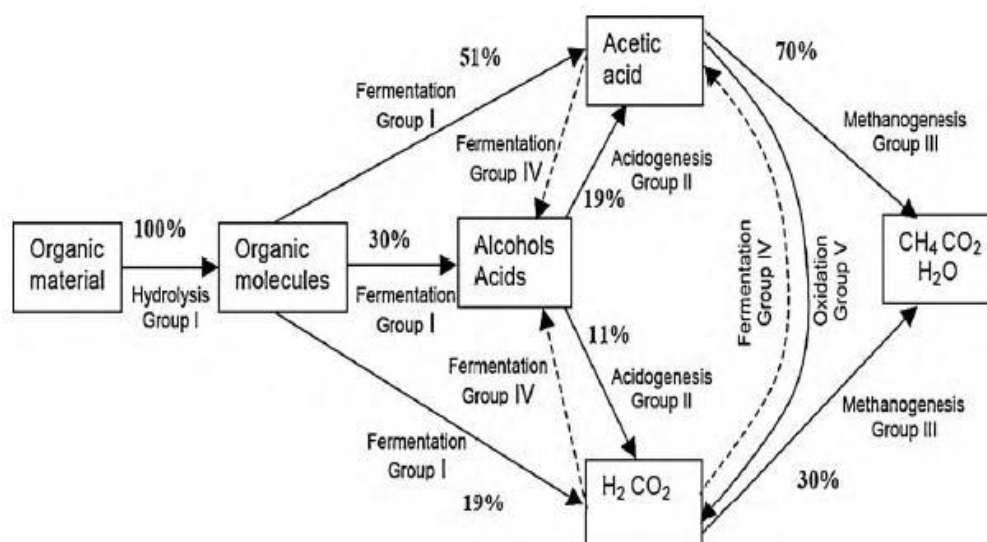 Acetic
acid
51%
70%
Fermentation
Group I
Fermentation
Group IV
Acidogenesis
Group II
Methanogenesis
Group III
19%
100%
Organic
material
Hydrolysis
Group I
Organic
molecules
30%
Fermentation
Group I
Alcohols
Acids
Fermentation
Group IV
Oxidation
Group V
CH₄ CO₂
H₂O
11%
Fermentation
Group IV
Acidogenesis
Group II
Methanogenesis
Group III
Fermentation
Group I
19%
H₂ CO₂
30%